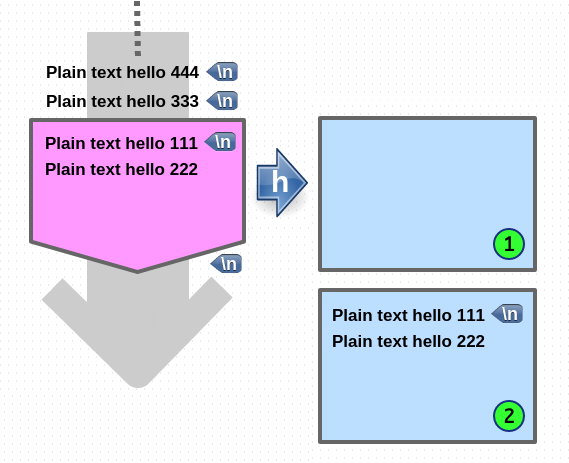 Plain text hello 444 \n
Plain text hello 333 \n
Plain text hello 111 \n
Plain text hello 222
\n
h
1
Plain text hello 111 \n
Plain text hello 222
2